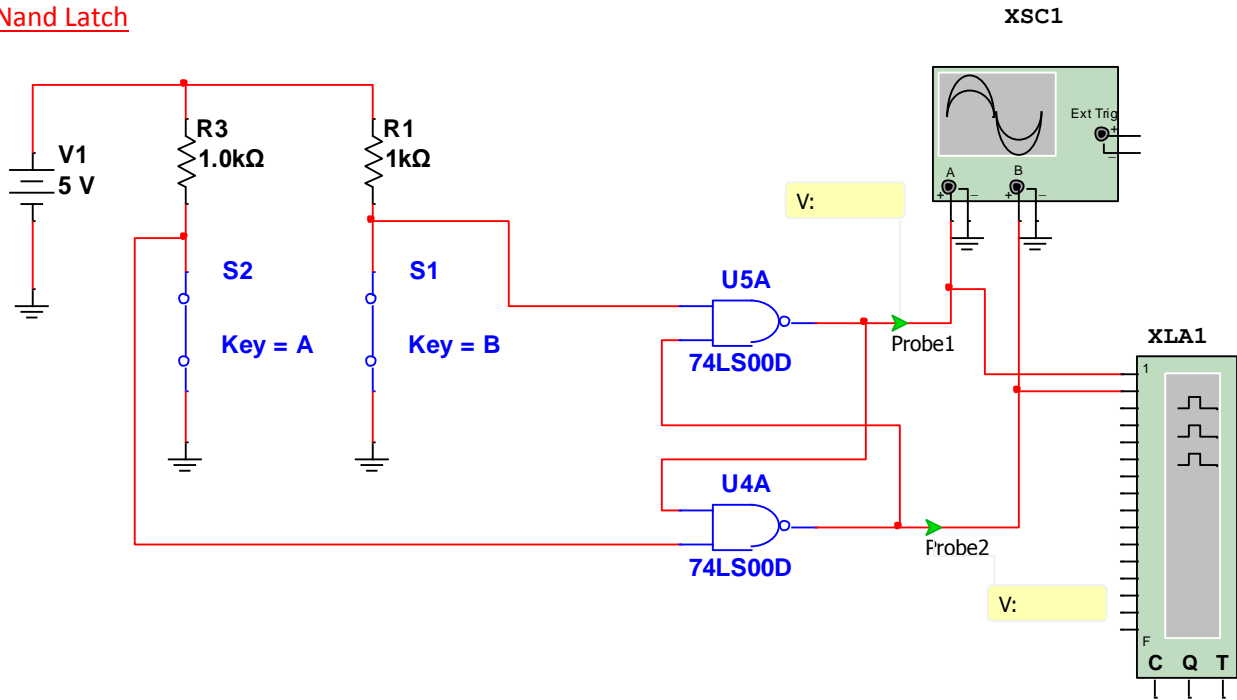 Nand Latch
XSC1
R3
1.0kΩ
R1
1kΩ
V1
5 V
Ext Trig
+
_
A
B
+
_
+
_
V:
S2
S1
Key = A
Key = B
U5A
74LS00D
Probe1
XLA1
1
U4A
74LS00D
Probe2
V:
F
C Q T